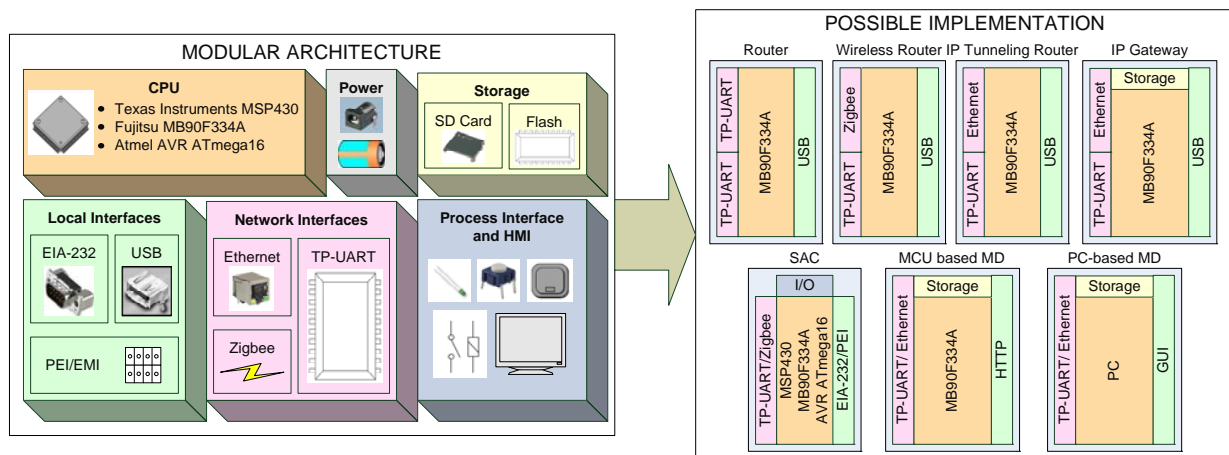 MODULAR ARCHITECTURE
CPU
• Texas Instruments MSP430
• Fujitsu MB90F334A
• Atmel AVR ATmega16
Power
Storage
SD Card
Flash
Local Interfaces
EIA-232
USB
PEI/EMI
Network Interfaces
Ethernet
TP-UART
Zigbee
Process Interface
and HMI
POSSIBLE IMPLEMENTATION
Router
TP-UART
TP-UART
MB90F334A
USB
Wireless Router
Zigbee
TP-UART
MB90F334A
USB
IP Tunneling Router
Ethernet
TP-UART
MB90F334A
USB
IP Gateway
Storage
Ethernet
TP-UART
MB90F334A
USB
SAC
I/O
TP-UART/Zigbee
MSP430
MB90F334A
AVR ATmega16
EIA-232/PEI
MCU based MD
Storage
TP-UART/ Ethernet
MB90F334A
HTTP
PC-based MD
Storage
TP-UART/ Ethernet
PC
GUI